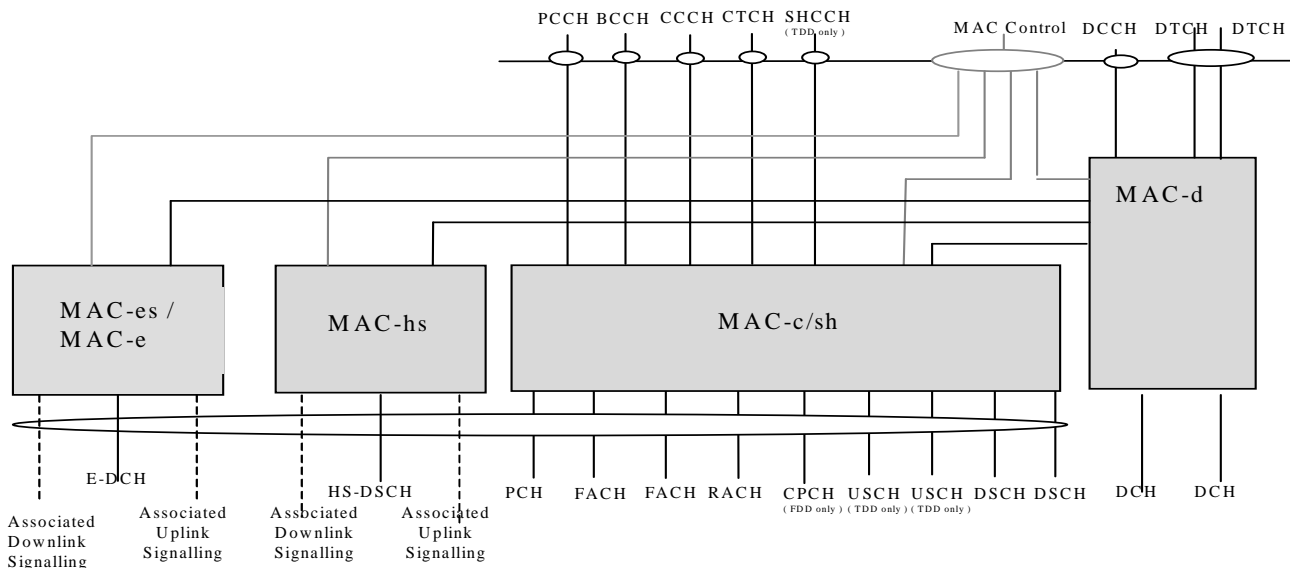 PCCH BCCH CCCH CTCH SHCCH
( TDD only )
MAC Control
DCCH DTCH DTCH
MAC-d
MAC-es /
MAC-e
MAC-hs
MAC-c/sh
E-DCH
HS-DSCH
PCH FACH FACH RACH CPCH USCH USCH DSCH DSCH
( FDD only ) ( TDD only ) ( TDD only )
DCH DCH
Associated
Downlink
Signalling
Associated
Uplink
Signalling
Associated
Downlink
Signalling
Associated
Uplink
Signalling